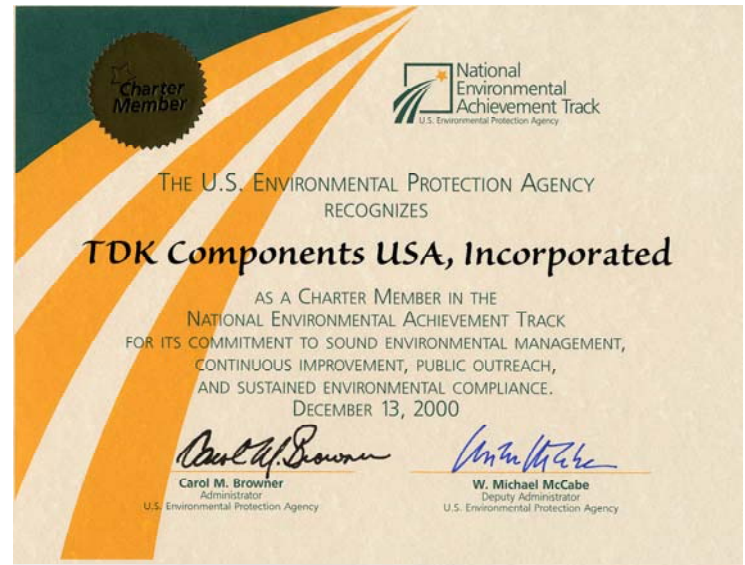 Charter
Member
National
Environmental
Achievement Track
U.S. Environmental Protection Agency
THE U.S. ENVIRONMENTAL PROTECTION AGENCY
RECOGNIZES
TDK Components USA, Incorporated
AS A CHARTER MEMBER IN THE
NATIONAL ENVIRONMENTAL ACHIEVEMENT TRACK
FOR ITS COMMITMENT TO SOUND ENVIRONMENTAL MANAGEMENT,
CONTINUOUS IMPROVEMENT, PUBLIC OUTREACH,
AND SUSTAINED ENVIRONMENTAL COMPLIANCE.
DECEMBER 13, 2000
Carol M. Browner
Carol M. Browner
Administrator
U.S. Environmental Protection Agency
W. Michael McCabe
Deputy Administrator
U.S. Environmental Protection Agency